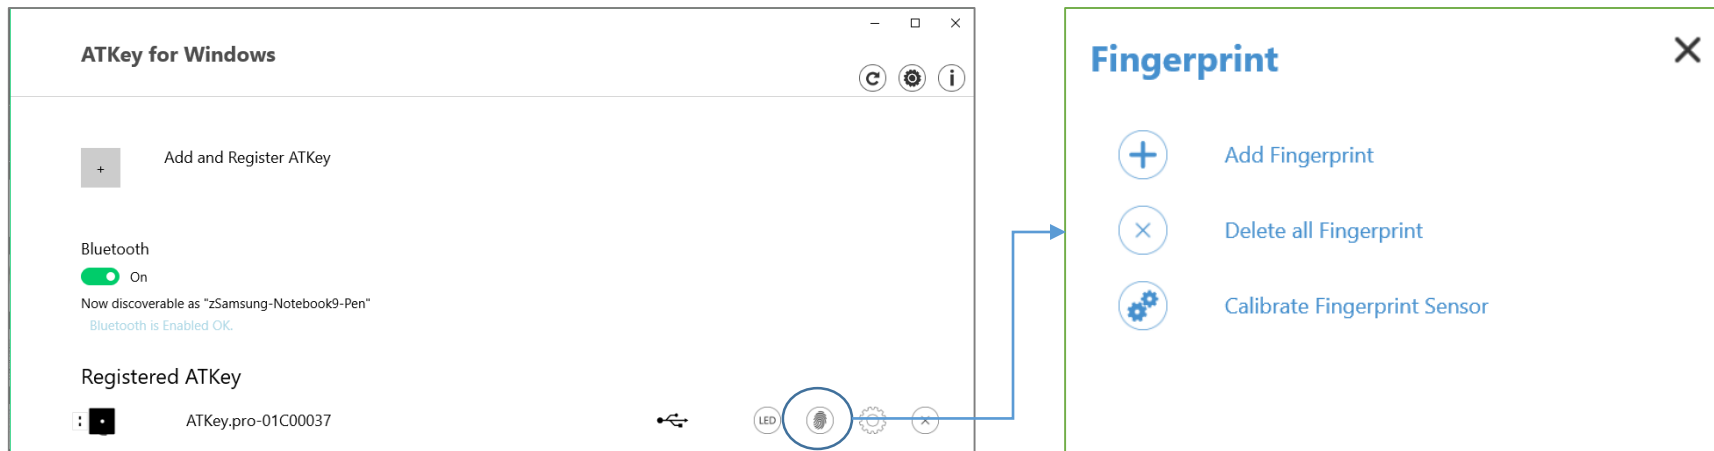 ATKey for Windows
Add and Register ATKey
Bluetooth
On
Now discoverable as "zSamsung-Notebook9-Pen"
Bluetooth is Enabled OK.
Registered ATKey
ATKey.pro-01C00037
LED
Fingerprint
Add Fingerprint
Delete all Fingerprint
Calibrate Fingerprint Sensor